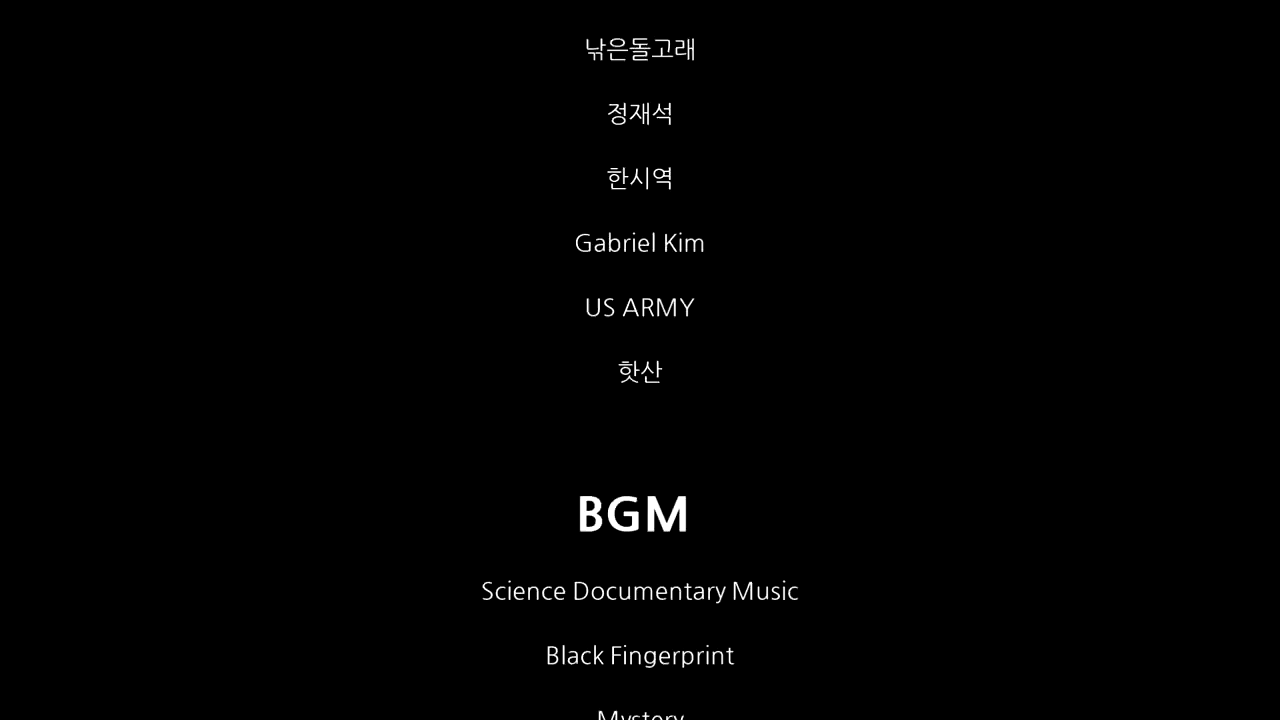 낚은돌고래
정재석
한시역
Gabriel Kim
US ARMY
핫산
BGM
Science Documentary Music
Black Fingerprint
Mystery